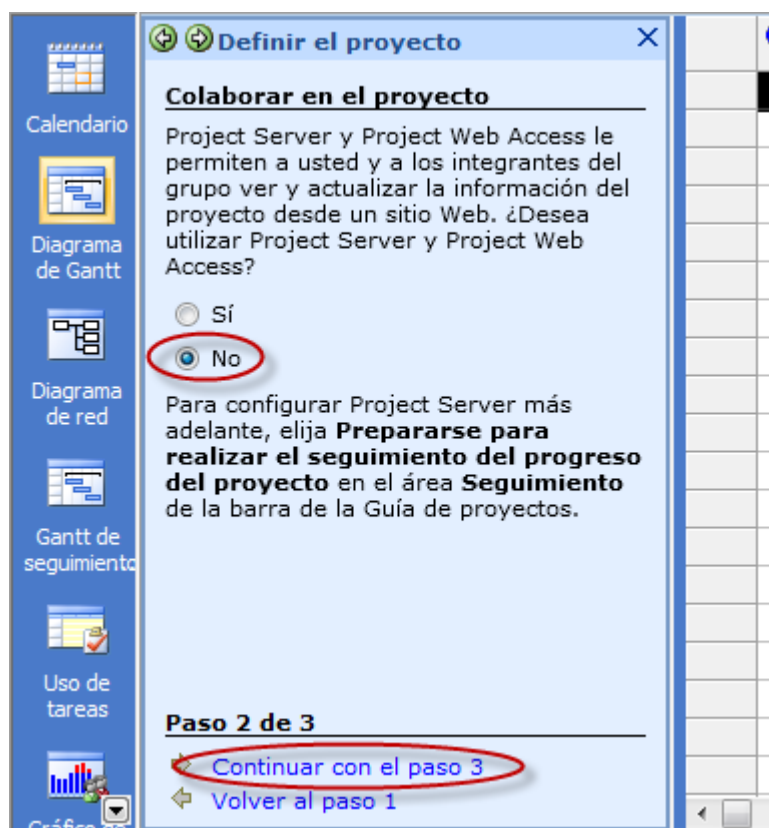 Calendario
Diagrama
de Gantt
Diagrama
de red
Gantt de
seguimiento
Uso de
tareas
Gráfico de
Definir el proyecto
Colaborar en el proyecto
Project Server y Project Web Access le
permiten a usted y a los integrantes del
grupo ver y actualizar la información del
proyecto desde un sitio Web. ¿Desea
utilizar Project Server y Project Web
Access?
Sí
No
Para configurar Project Server más
adelante, elija Prepararse para
realizar el seguimiento del progreso
del proyecto en el área Seguimiento
de la barra de la Guía de proyectos.
Paso 2 de 3
Continuar con el paso 3
Volver al paso 1